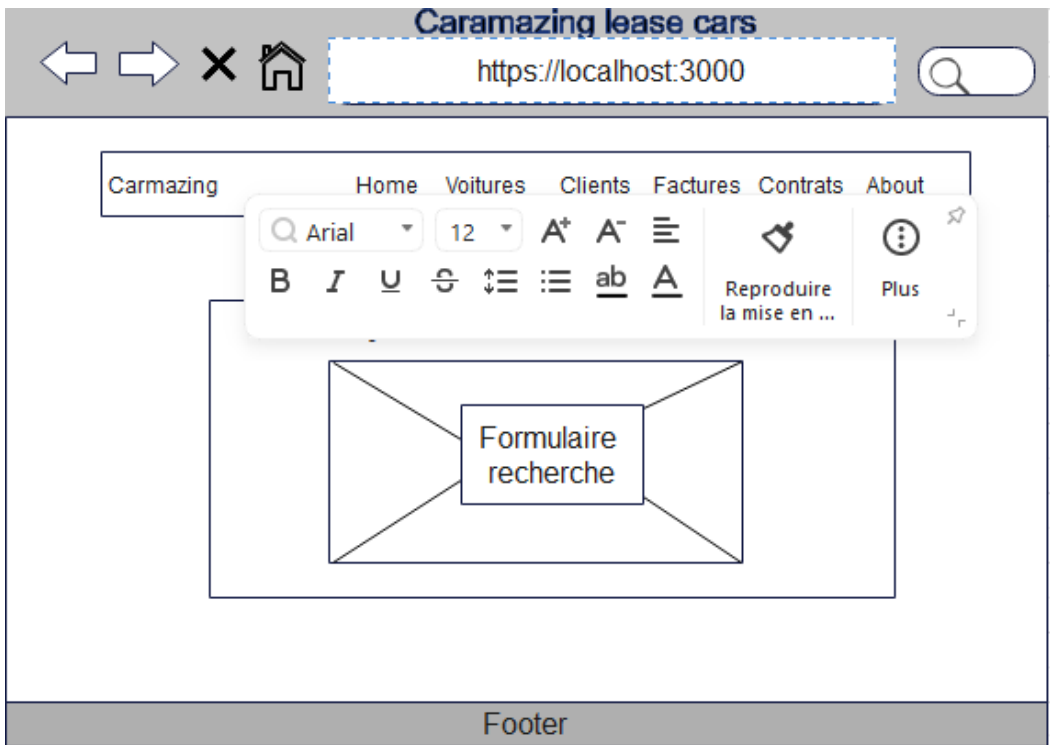 Caramazing lease cars
https://localhost:3000
Carmazing Home Voitures Clients Factures Contrats About
Arial 12 A+ A-
B I U S ab A
Reproduire
la mise en ...
Plus
Formulaire
recherche
Footer